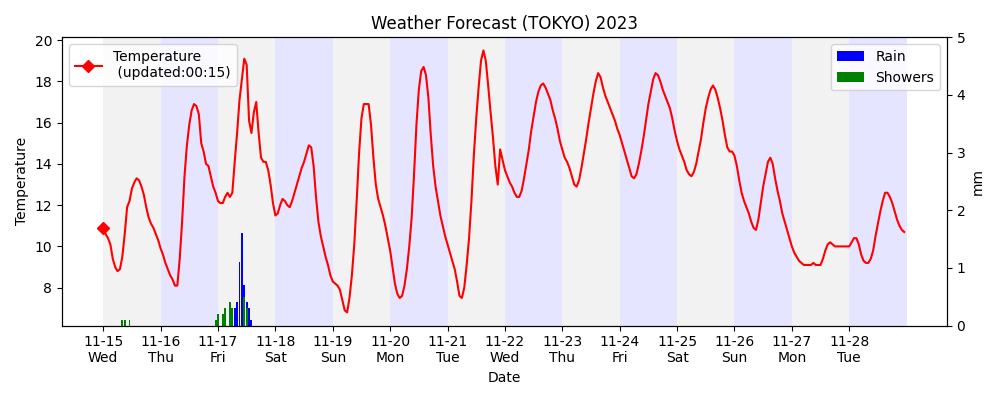 Weather Forecast (TOKYO) 2023
Temperature
(updated:00:15)
Rain
Showers
Temperature
20
18
16
14
12
10
8
5
4
3
2
1
0
mm
11-15 11-16 11-17 11-18 11-19 11-20 11-21 11-22 11-23 11-24 11-25 11-26 11-27 11-28
Wed Thu Fri Sat Sun Mon Tue Wed Thu Fri Sat Sun Mon Tue
Date